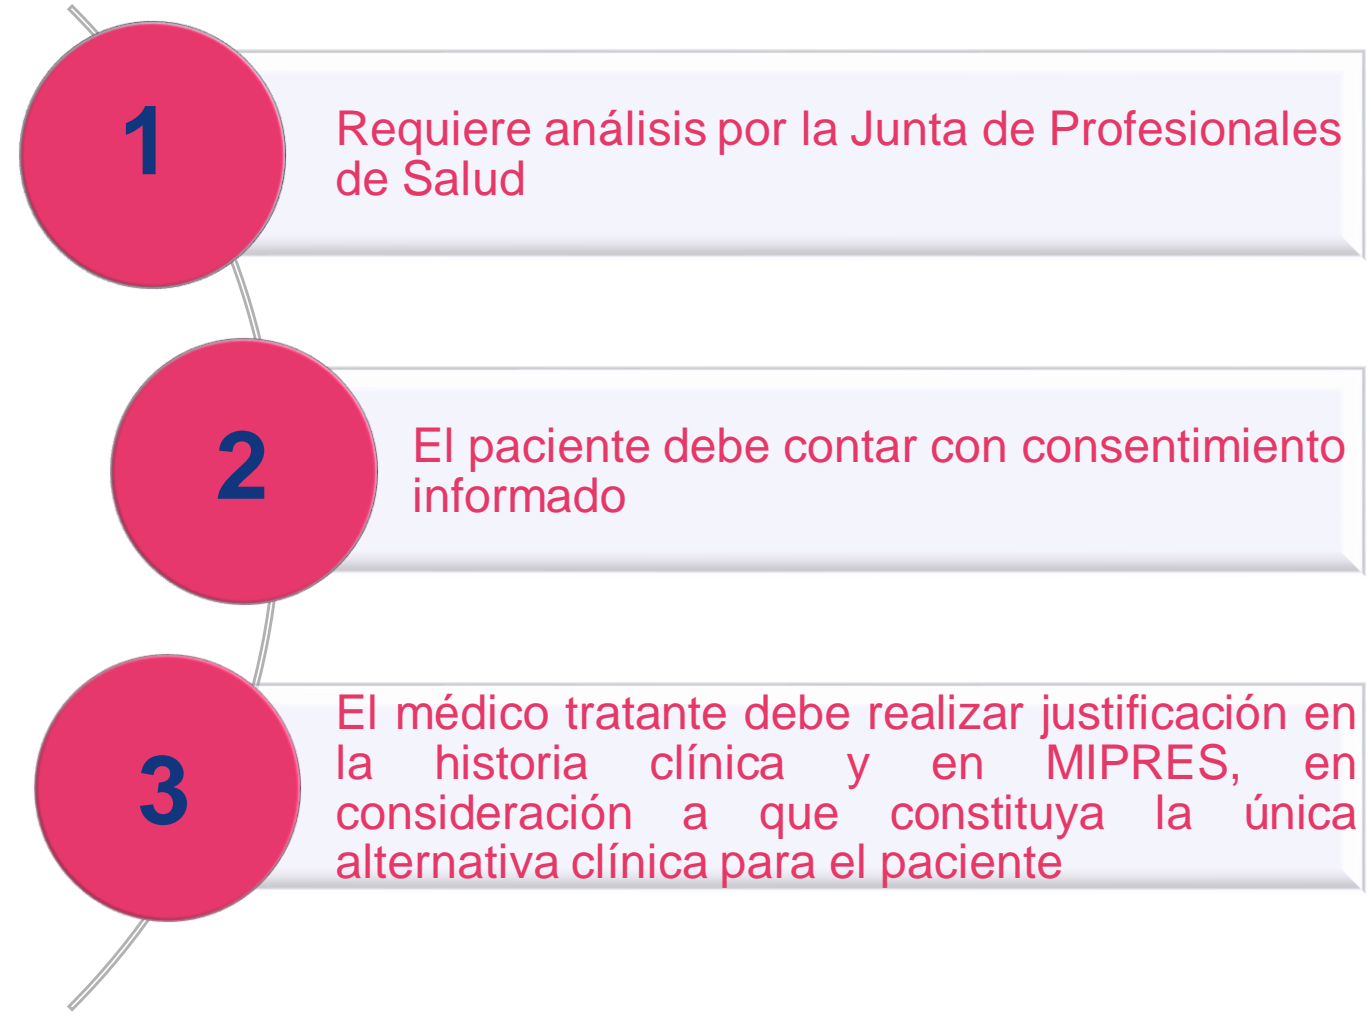 1
Requiere análisis por la Junta de Profesionales
de Salud
2
El paciente debe contar con consentimiento
informado
3
El médico tratante debe realizar justificación en
la historia clínica y en MIPRES, en
consideración a que constituya la única
alternativa clínica para el paciente